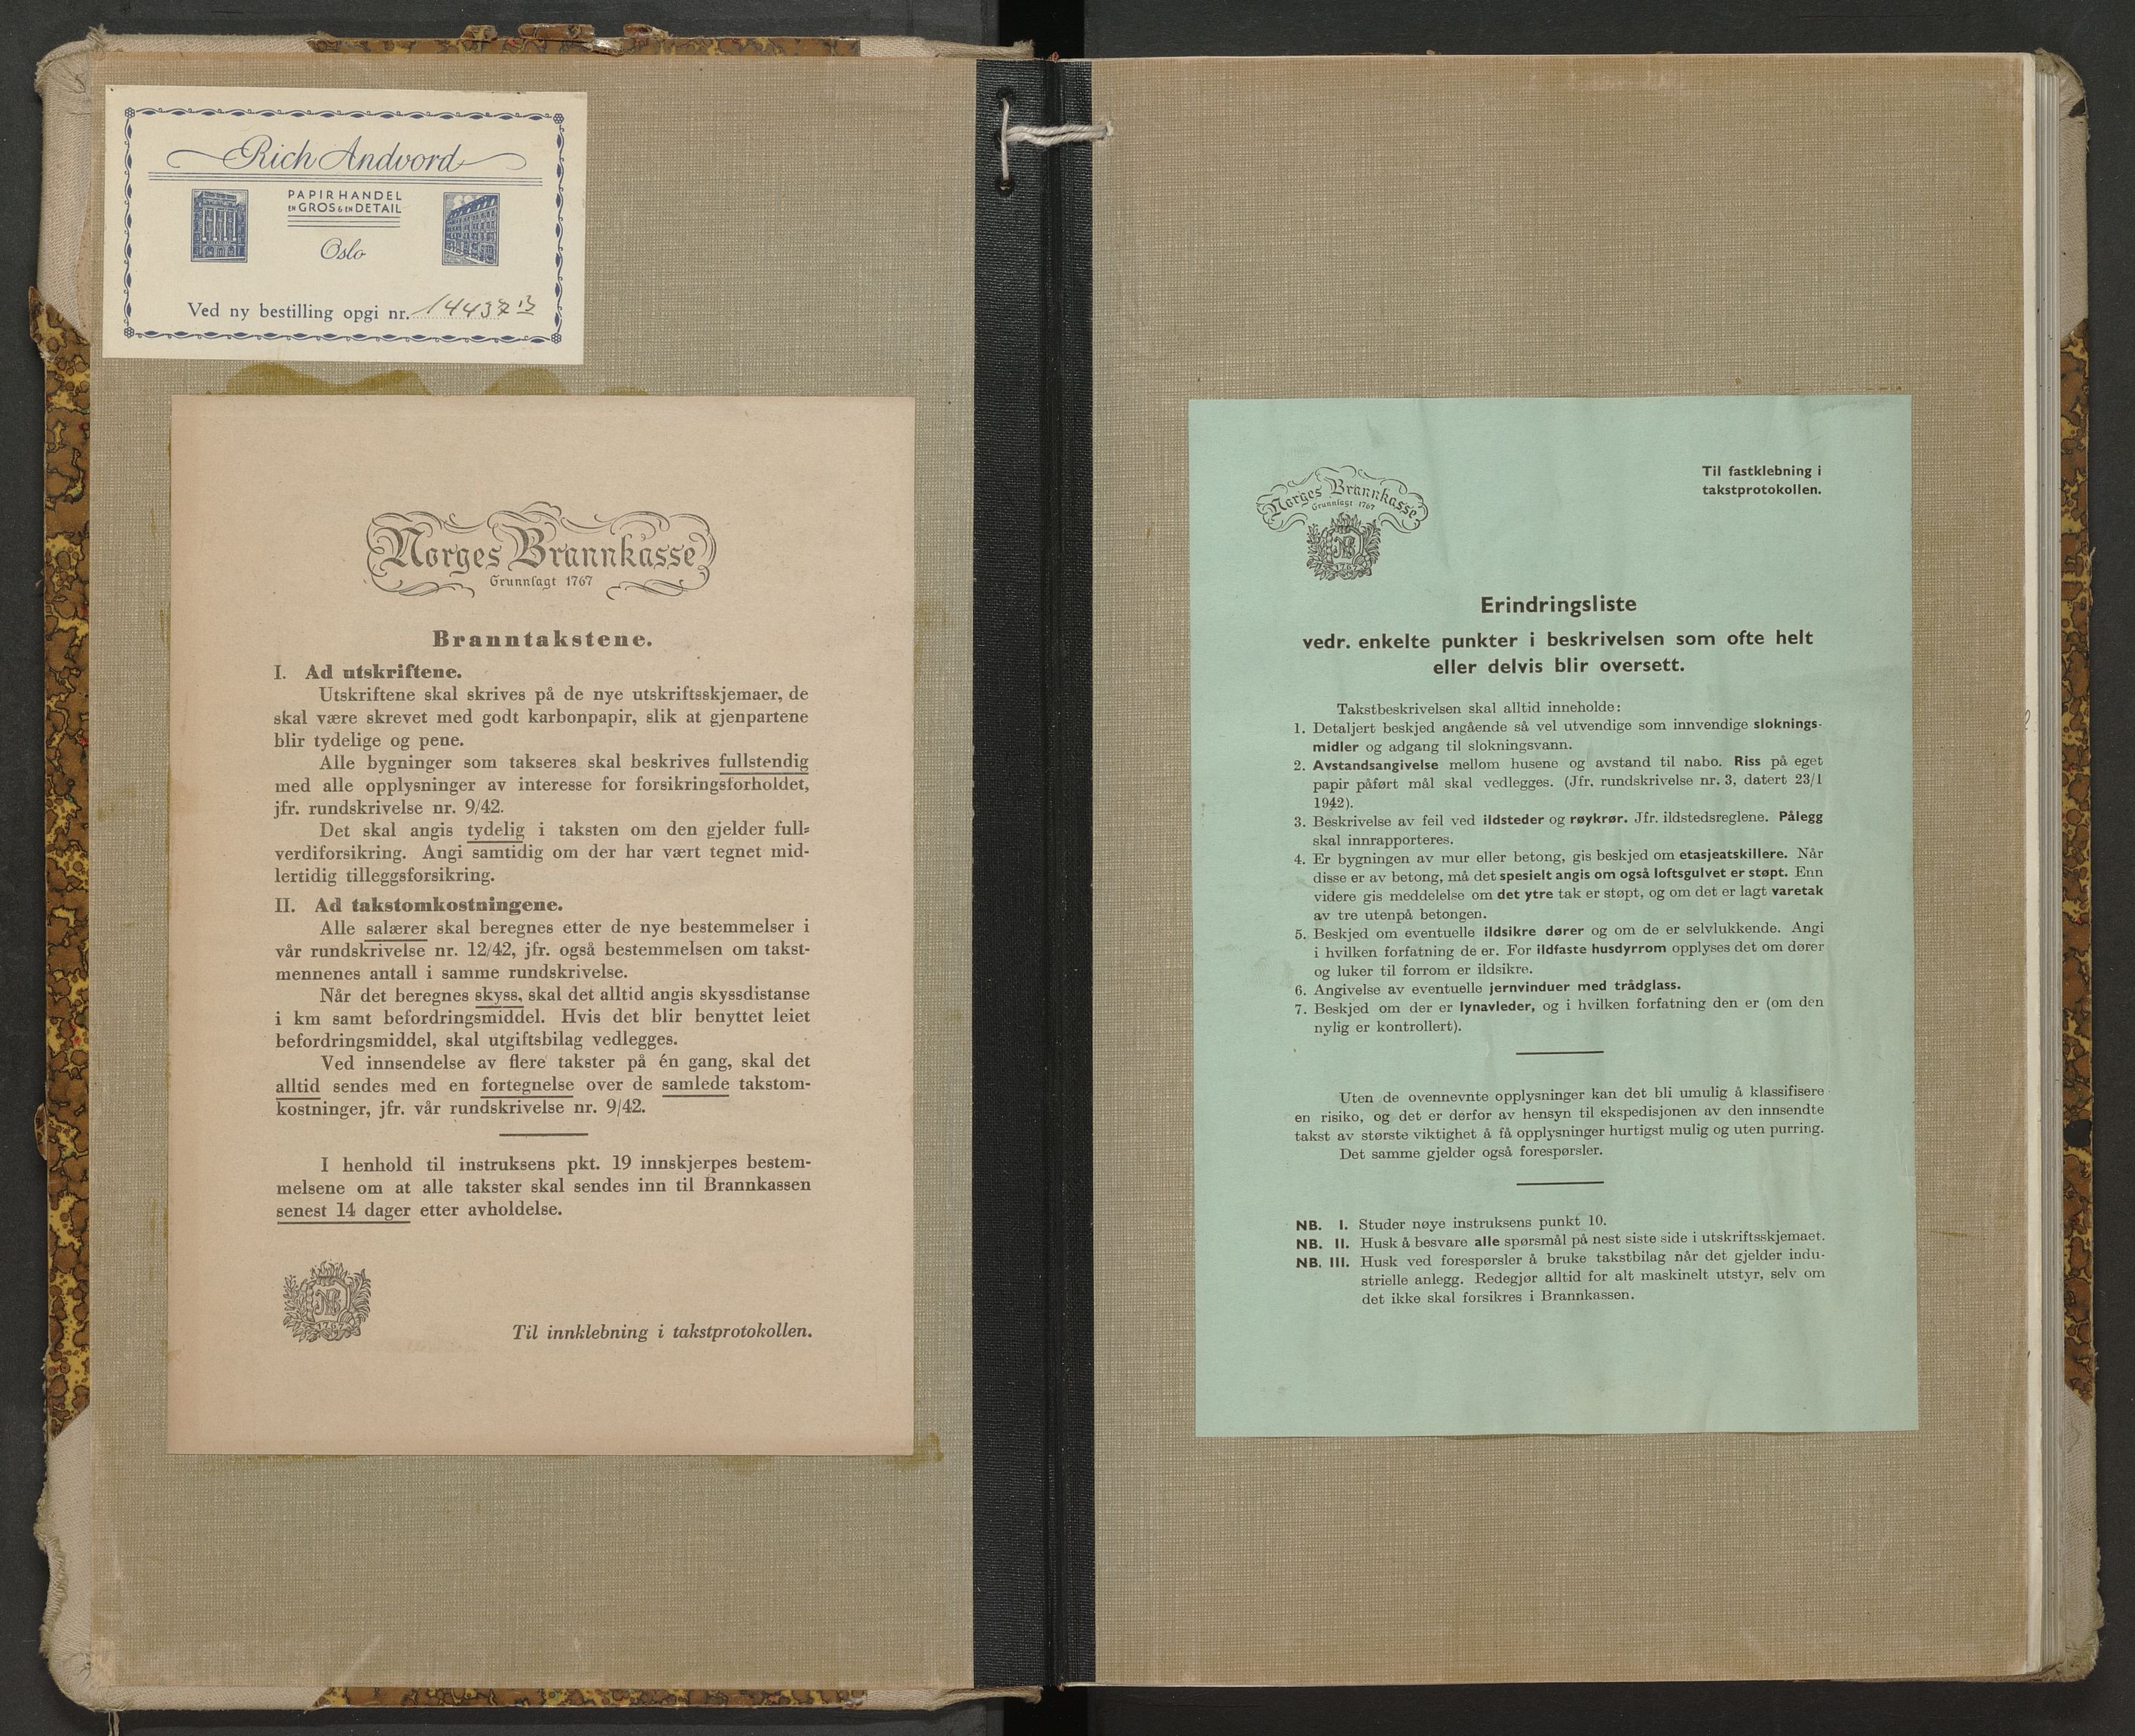 Rich Andvord
PAPIRHANDEL
EN GROS & EN DETAIL
Oslo
Ved ny bestilling opgi nr.
Norges Brannkasse
Grunnlagt 1767
Branntakstene.
I. Ad utskriftene.
Utskriftene skal skrives på de nye utskriftsskjemaer, de
skal være skrevet med godt karbonpapir, slik at gjenpartene
blir tydelige og pene.
Alle bygninger som takseres skal beskrives fullstendig
med alle opplysninger av interesse for forsikringsforholdet,
jfr. rundskrivelse nr. 9/42.
Det skal angis tydelig i taksten om den gjelder full-
verdiforsikring. Angi samtidig om der har vært tegnet mid-
lertidig tilleggsforsikring.
II. Ad takstomkostningene.
Alle salærer skal beregnes etter de nye bestemmelser i
vår rundskrivelse nr. 12/42, jfr. også bestemmelsen om takst-
mennenes antall i samme rundskrivelse.
Når det beregnes skyss, skal det alltid angis skyssdistanse
i km samt befordringsmiddel. Hvis det blir benyttet leiet
befordringsmiddel, skal utgiftsbilag vedlegges.
Ved innsendelse av flere takster på én gang, skal det
alltid sendes med en fortegnelse over de samlede takstom-
kostninger, jfr. vår rundskrivelse nr. 9/42.
I henhold til instruksens pkt. 19 innskjerpes bestem-
melsene om at alle takster skal sendes inn til Brannkassen
senest 14 dager etter avholdelse.
NB
1767
Til innklebning i takstprotokollen.
Norges Brannkasse
Grunnlagt 1767
NB
1767
Til fastklebning i
takstprotokollen.
Erindringsliste
vedr. enkelte punkter i beskrivelsen som ofte helt
eller delvis blir oversett.
Takstbeskrivelsen skal alltid inneholde:
1. Detaljert beskjed angående så vel utvendige som innvendige sloknings-
midler og adgang til slokningsvann.
2. Avstandsangivelse mellom husene og avstand til nabo. Riss på eget
papir påført mål skal vedlegges. (Jfr. rundskrivelse nr. 3, datert 23/1
1942).
3. Beskrivelse av feil ved ildsteder og røykrør. Jfr. ildstedsreglene. Pålegg
skal innrapporteres.
4. Er bygningen av mur eller betong, gis beskjed om etasjeatskillere. Når
disse er av betong, må det spesielt angis om også loftsgulvet er støpt. Enn
videre gis meddelelse om det ytre tak er støpt, og om det er lagt varetak
av tre utenpå betongen.
5. Beskjed om eventuelle ildsikre dører og om de er selvlukkende. Angi
i hvilken forfatning de er. For ildfaste husdyrrom opplyses det om dører
og luker til forrom er ildsikre.
6. Angivelse av eventuelle jernvinduer med trådglass.
7. Beskjed om der er lynavleder, og i hvilken forfatning den er (om den
nylig er kontrollert).
Uten de ovennevnte opplysninger kan det bli umulig å klassifisere
en risiko, og det er derfor av hensyn til ekspedisjonen av den innsendte
takst av største viktighet å få opplysninger hurtigst mulig og uten purring.
Det samme gjelder også forespørsler.
NB. I. Studer nøye instruksens punkt 10.
NB. II. Husk å besvare alle spørsmål på nest siste side i utskriftsskjemaet.
NB. III. Husk ved forespørsler å bruke takstbilag når det gjelder indu-
strielle anlegg. Redegjør alltid for alt maskinelt utstyr, selv om
det ikke skal forsikres i Brannkassen.